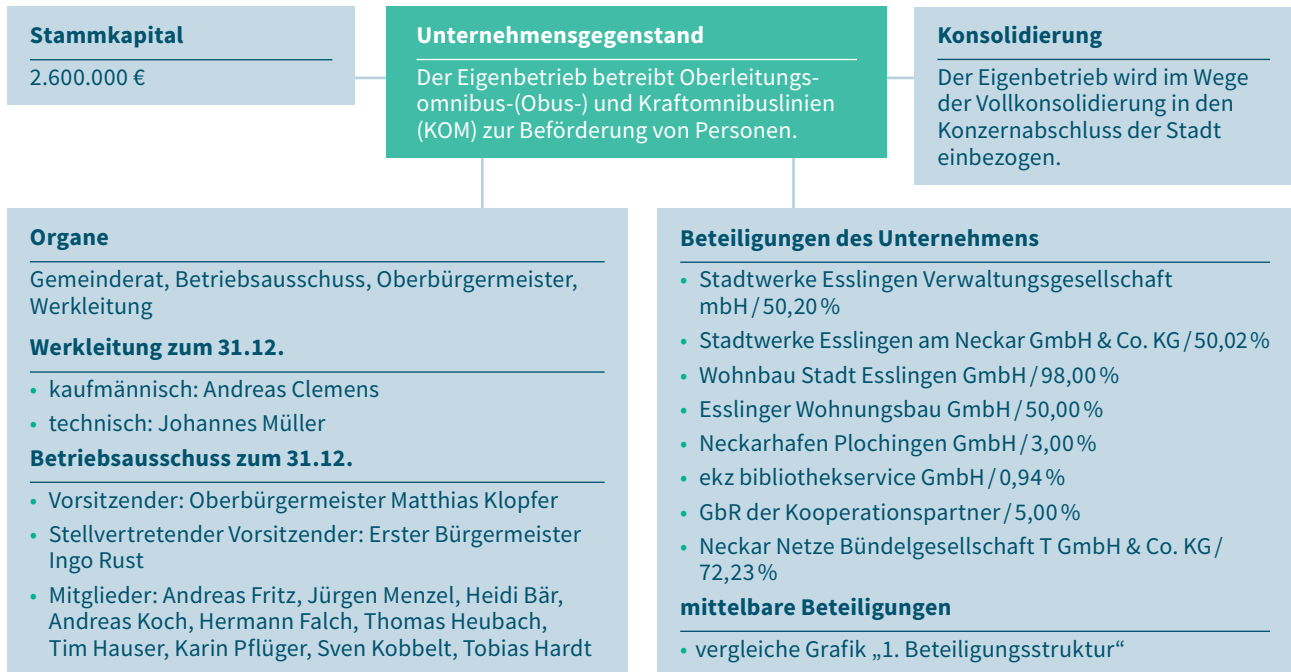 Stammkapital
2.600.000 €
Unternehmensgegenstand
Der Eigenbetrieb betreibt Oberleitungs-
omnibus-(Obus-) und Kraftomnibuslinien
(KOM) zur Beförderung von Personen.
Konsolidierung
Der Eigenbetrieb wird im Wege
der Vollkonsolidierung in den
Konzernabschluss der Stadt
einbezogen.
Organe
Gemeinderat, Betriebsausschuss, Oberbürgermeister,
Werkleitung
Werkleitung zum 31.12.
• kaufmännisch: Andreas Clemens
• technisch: Johannes Müller
Betriebsausschuss zum 31.12.
• Vorsitzender: Oberbürgermeister Matthias Klopfer
• Stellvertretender Vorsitzender: Erster Bürgermeister
Ingo Rust
• Mitglieder: Andreas Fritz, Jürgen Menzel, Heidi Bär,
Andreas Koch, Hermann Falch, Thomas Heubach,
Tim Hauser, Karin Pflüger, Sven Kobbelt, Tobias Hardt
Beteiligungen des Unternehmens
• Stadtwerke Esslingen Verwaltungsgesellschaft
mbH / 50,20 %
• Stadtwerke Esslingen am Neckar GmbH & Co. KG / 50,02 %
• Wohnbau Stadt Esslingen GmbH / 98,00 %
• Esslinger Wohnungsbau GmbH / 50,00 %
• Neckarhafen Plochingen GmbH / 3,00 %
• ekz bibliothekservice GmbH / 0,94 %
• GbR der Kooperationspartner / 5,00 %
• Neckar Netze Bündelgesellschaft T GmbH & Co. KG /
72,23 %
mittelbare Beteiligungen
• vergleiche Grafik „1. Beteiligungsstruktur“